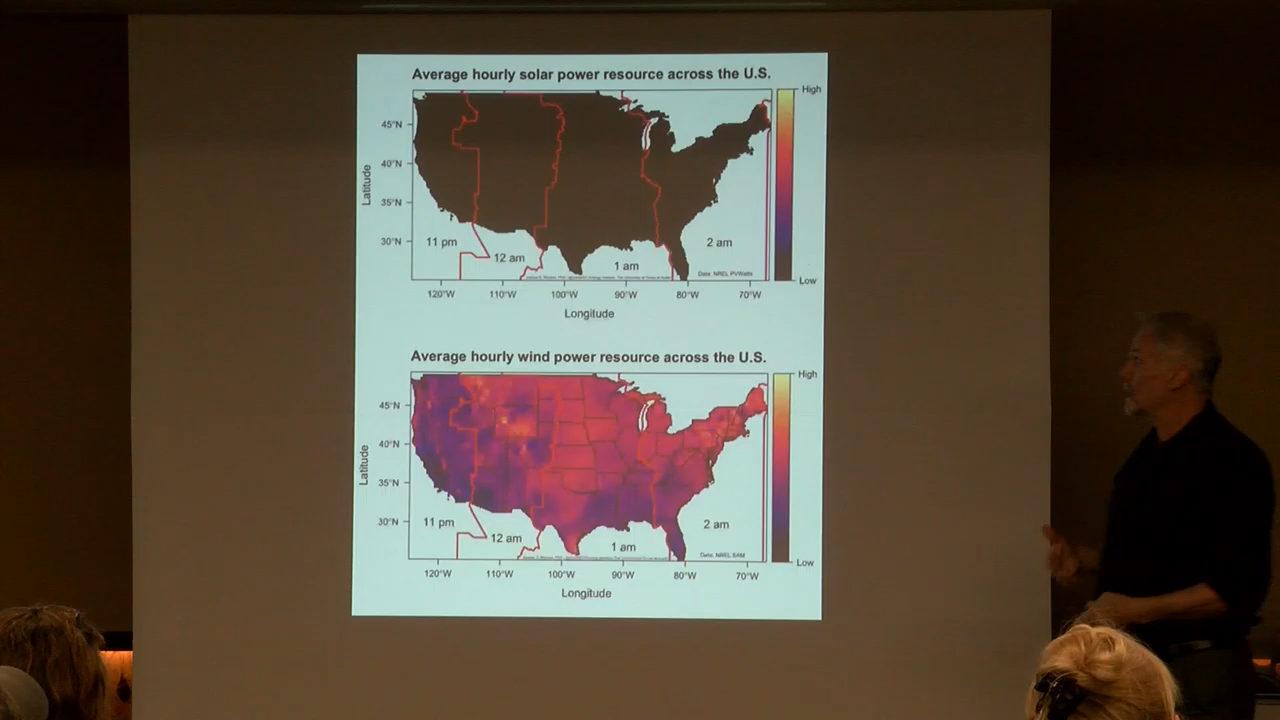 Average hourly solar power resource across the U.S.
High
45°N
40°N
35°N
30°N
Latitude
11 pm
12 am
1 am
2 am
Data: NREL PVWatts
Low
120°W 110°W 100°W 90°W 80°W 70°W
Longitude
Average hourly wind power resource across the U.S.
High
45°N
40°N
35°N
30°N
Latitude
11 pm
12 am
1 am
2 am
Data: NREL SAM
Low
120°W 110°W 100°W 90°W 80°W 70°W
Longitude